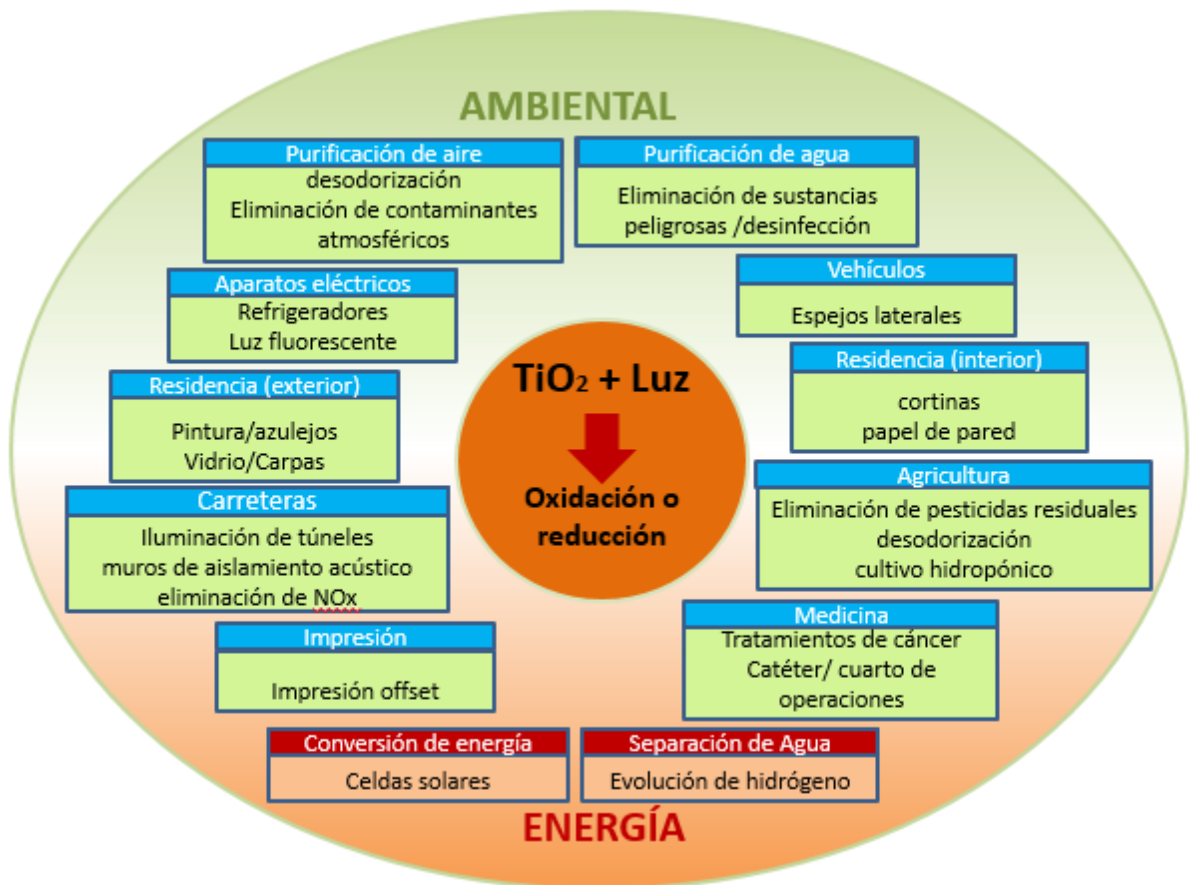 AMBIENTAL
Purificación de aire
desodorización
Eliminación de contaminantes
atmosféricos
Purificación de agua
Eliminación de sustancias
peligrosas /desinfección
Aparatos eléctricos
Refrigeradores
Luz fluorescente
Vehículos
Espejos laterales
Residencia (exterior)
Pintura/azulejos
Vidrio/Carpas
TiO₂ + Luz
Oxidación o
reducción
Residencia (interior)
cortinas
papel de pared
Carreteras
Iluminación de túneles
muros de aislamiento acústico
eliminación de NOx
Agricultura
Eliminación de pesticidas residuales
desodorización
cultivo hidropónico
Impresión
Impresión offset
Medicina
Tratamientos de cáncer
Catéter/ cuarto de
operaciones
Conversión de energía
Celdas solares
Separación de Agua
Evolución de hidrógeno
ENERGÍA